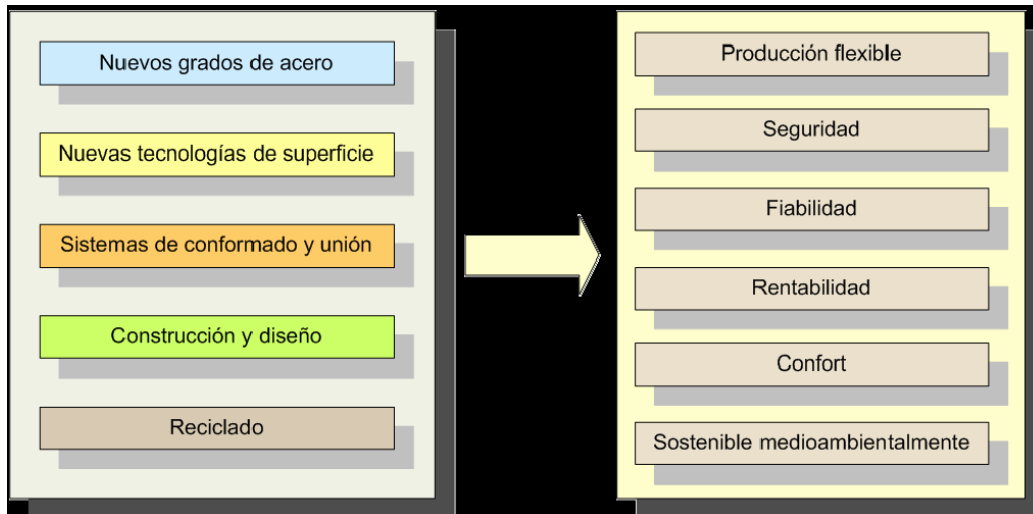 Nuevos grados de acero
Nuevas tecnologías de superficie
Sistemas de conformado y unión
Construcción y diseño
Reciclado
Producción flexible
Seguridad
Fiabilidad
Rentabilidad
Confort
Sostenible medioambientalmente